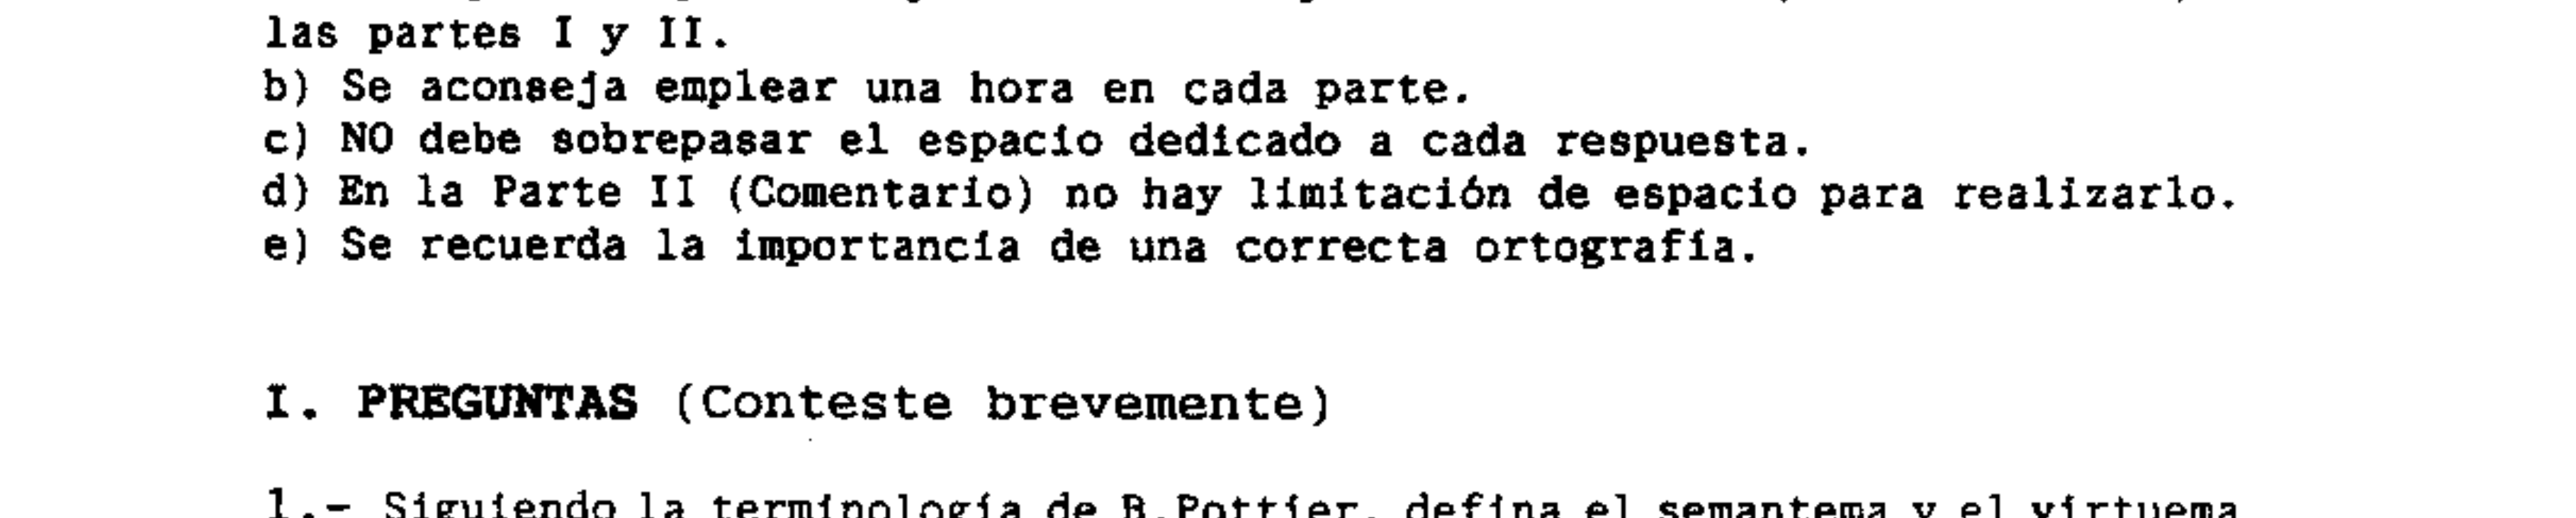 las partes I y II.
b) Se aconseja emplear una hora en cada parte.
c) NO debe sobrepasar el espacio dedicado a cada respuesta.
d) En la Parte II (Comentario) no hay limitación de espacio para realizarlo.
e) Se recuerda la importancia de una correcta ortografía.
I. PREGUNTAS (Conteste brevemente)
1.- Siguiendo la terminología de B.Pottier, defina el semantema y el virtuema